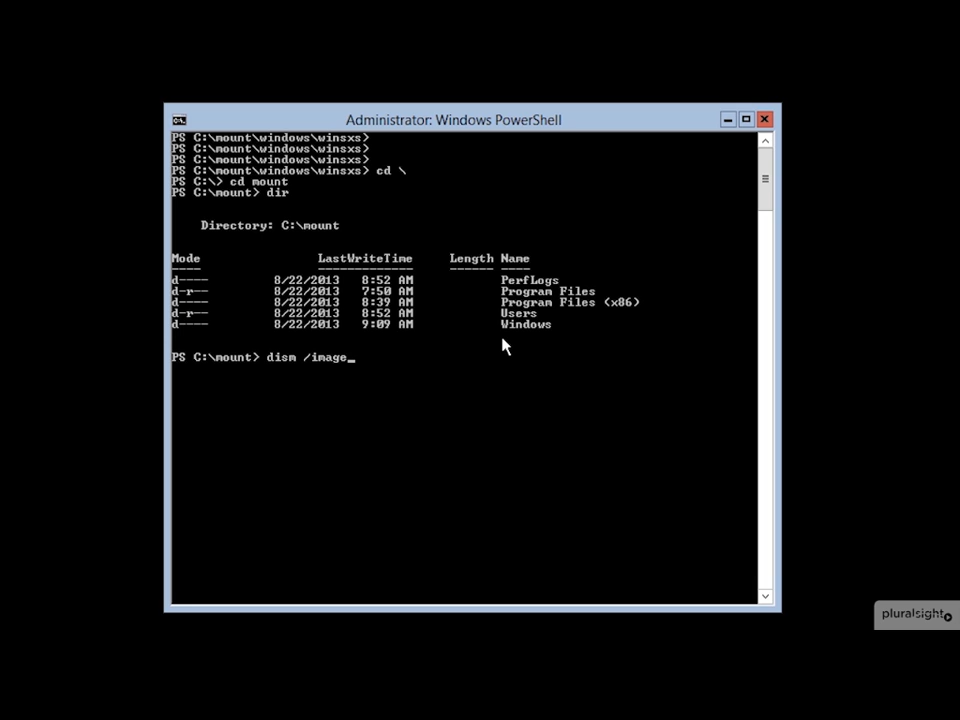 Administrator: Windows PowerShell
PS C:\mount\windows\winsxs>
PS C:\mount\windows\winsxs>
PS C:\mount\windows\winsxs>
PS C:\mount\windows\winsxs> cd \
PS C:\> cd mount
PS C:\mount> dir
Directory: C:\mount
Mode LastWriteTime Length Name
---- ------------- ------ ----
d---- 8/22/2013 8:52 AM PerfLogs
d-r-- 8/22/2013 7:50 AM Program Files
d---- 8/22/2013 8:39 AM Program Files (x86)
d-r-- 8/22/2013 8:52 AM Users
d---- 8/22/2013 9:09 AM Windows
PS C:\mount> dism /image_
pluralsight